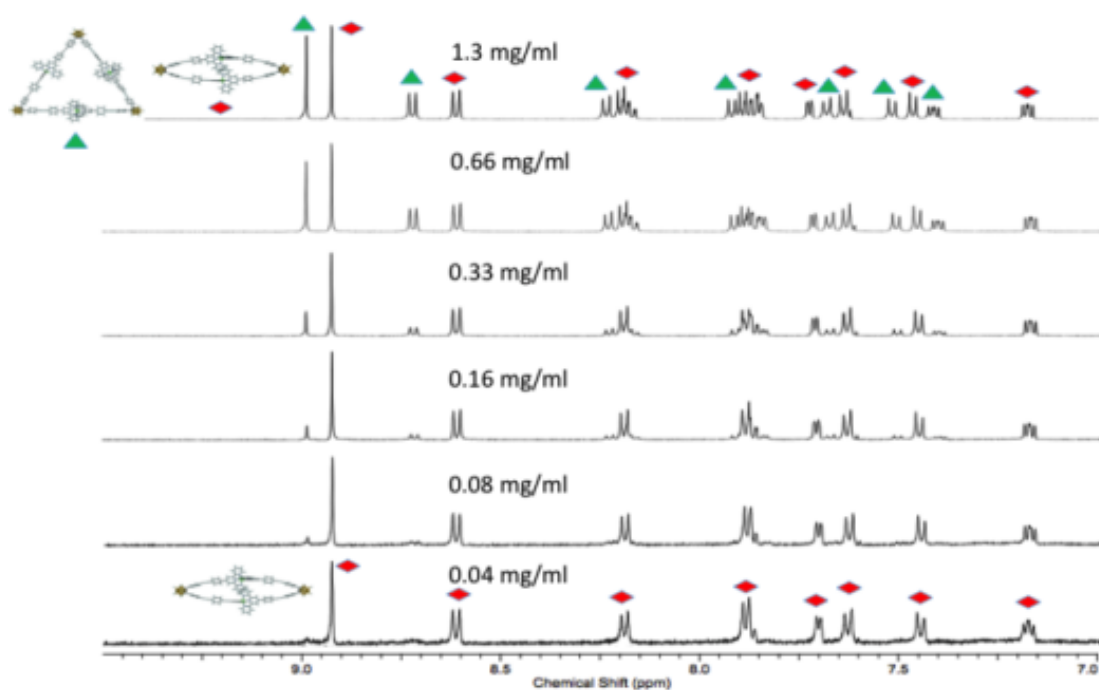 1.3 mg/ml
0.66 mg/ml
0.33 mg/ml
0.16 mg/ml
0.08 mg/ml
0.04 mg/ml
9.0 8.5 8.0 7.5 7.0
Chemical Shift (ppm)